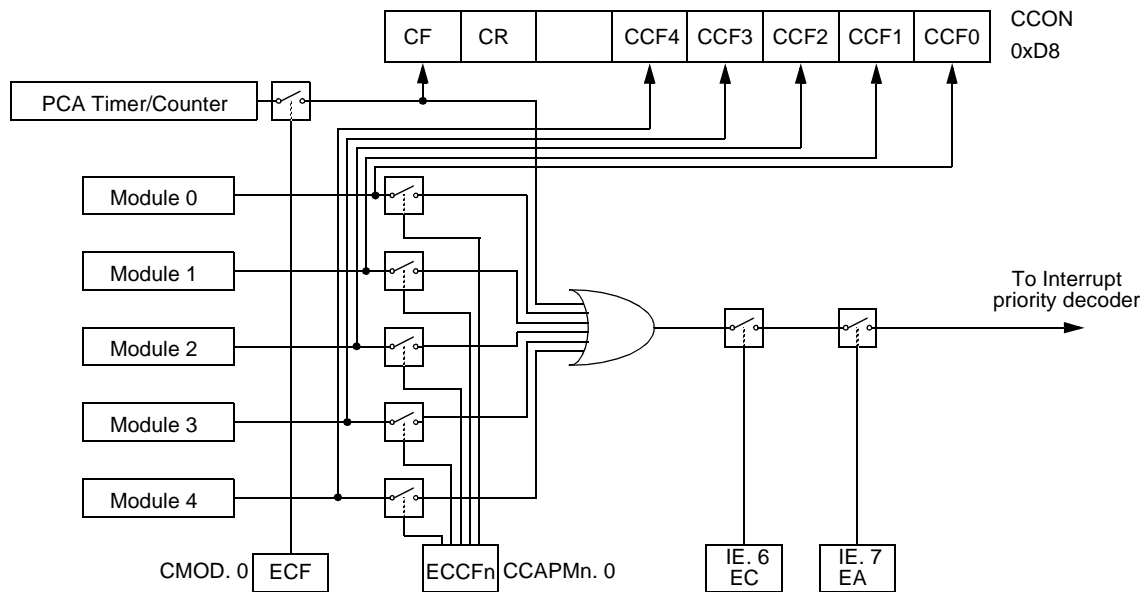 CF CR CCF4 CCF3 CCF2 CCF1 CCF0
CCON
0xD8
PCA Timer/Counter
Module 0
Module 1
Module 2
Module 3
Module 4
To Interrupt
priority decoder
CMOD. 0 ECF
ECCFn CCAPMn. 0
IE. 6
EC
IE. 7
EA